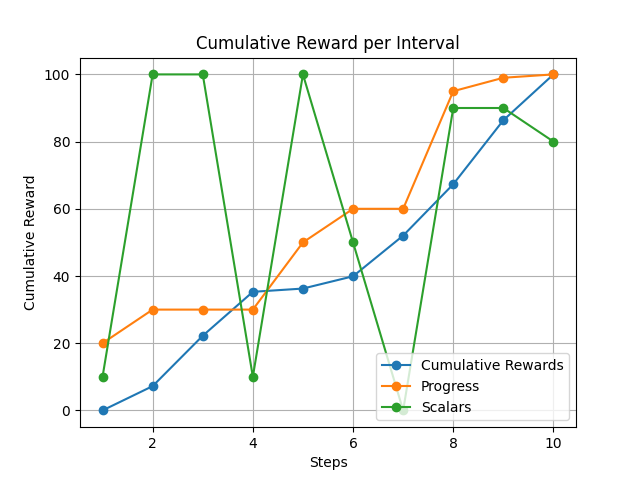 Cumulative Reward per Interval
Cumulative Reward
100
80
60
40
20
0
2
4
6
8
10
Steps
Cumulative Rewards
Progress
Scalars